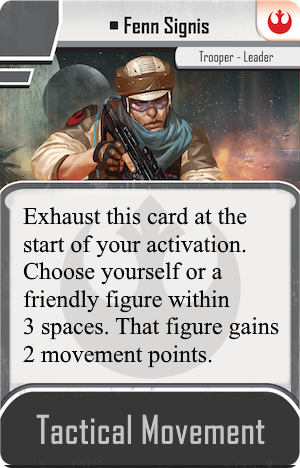 ▪ Fenn Signis
Trooper - Leader
Exhaust this card at the
start of your activation.
Choose yourself or a
friendly figure within
3 spaces. That figure gains
2 movement points.
Tactical Movement